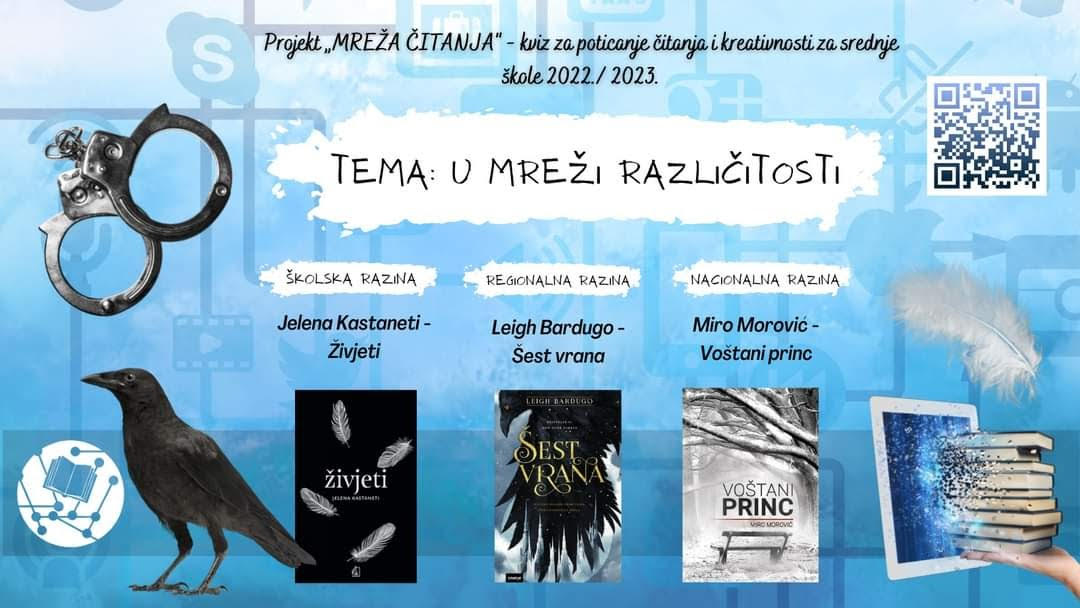 Projekt „MREŽA ČITANJA" - kviz za poticanje čitanja i kreativnosti za srednje
škole 2022./ 2023.
TEMA: U MREŽI RAZLIČITOSTI
ŠKOLSKA RAZINA
Jelena Kastaneti -
Živjeti
živjeti
JELENA KASTANETI
REGIONALNA RAZINA
Leigh Bardugo -
Šest vrana
LEIGH BARDUGO
ŠEST
VRANA
NACIONALNA RAZINA
Miro Morović -
Voštani princ
VOŠTANI
PRINC
MIRO MOROVIĆ